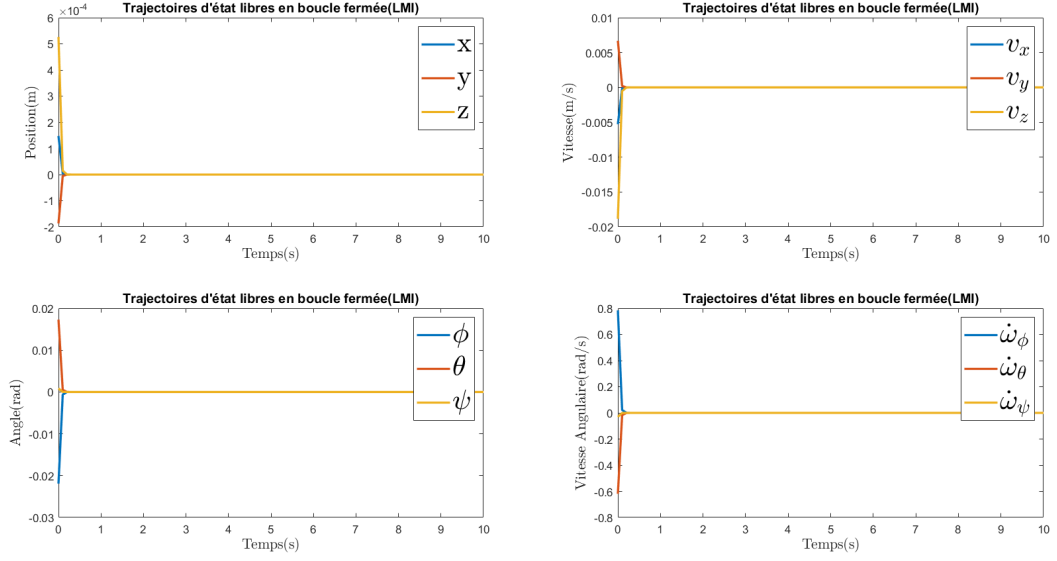 Trajectoires d'état libres en boucle fermée(LMI)
×10⁻⁴
6
5
4
3
2
1
0
-1
-2
Position(m)
x
y
z
0 1 2 3 4 5 6 7 8 9 10
Temps(s)
Trajectoires d'état libres en boucle fermée(LMI)
0.01
0.005
0
-0.005
-0.01
-0.015
-0.02
Vitesse(m/s)
vₓ
v_y
v_z
0 1 2 3 4 5 6 7 8 9 10
Temps(s)
Trajectoires d'état libres en boucle fermée(LMI)
0.02
0.01
0
-0.01
-0.02
-0.03
Angle(rad)
ϕ
θ
ψ
0 1 2 3 4 5 6 7 8 9 10
Temps(s)
Trajectoires d'état libres en boucle fermée(LMI)
0.8
0.6
0.4
0.2
0
-0.2
-0.4
-0.6
-0.8
Vitesse Angulaire(rad/s)
ω̇_ϕ
ω̇_θ
ω̇_ψ
0 1 2 3 4 5 6 7 8 9 10
Temps(s)